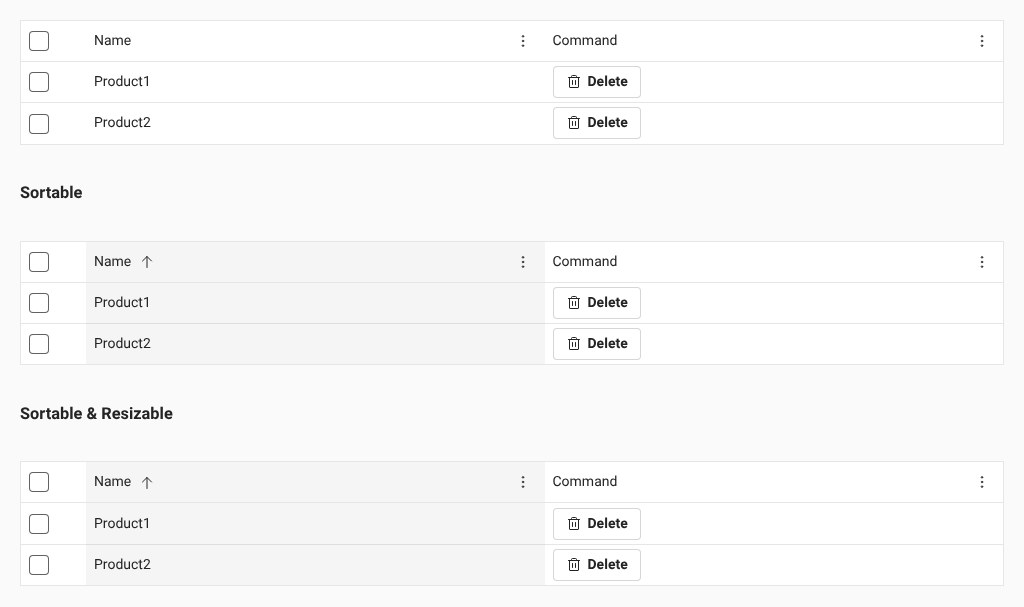 Name Command
Product1 Delete
Product2 Delete
Sortable
Name Command
Product1 Delete
Product2 Delete
Sortable & Resizable
Name Command
Product1 Delete
Product2 Delete